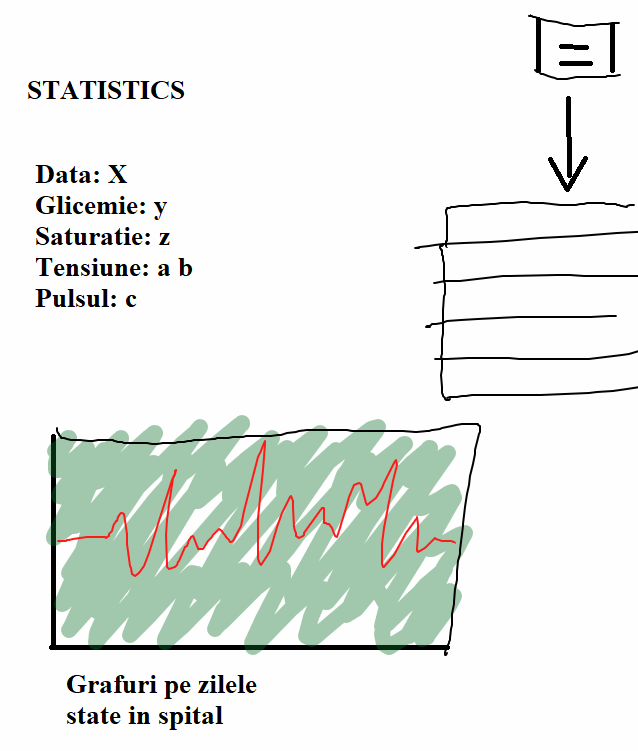 STATISTICS
Data: X
Glicemie: y
Saturatie: z
Tensiune: a b
Pulsul: c
Grafuri pe zilele
state in spital